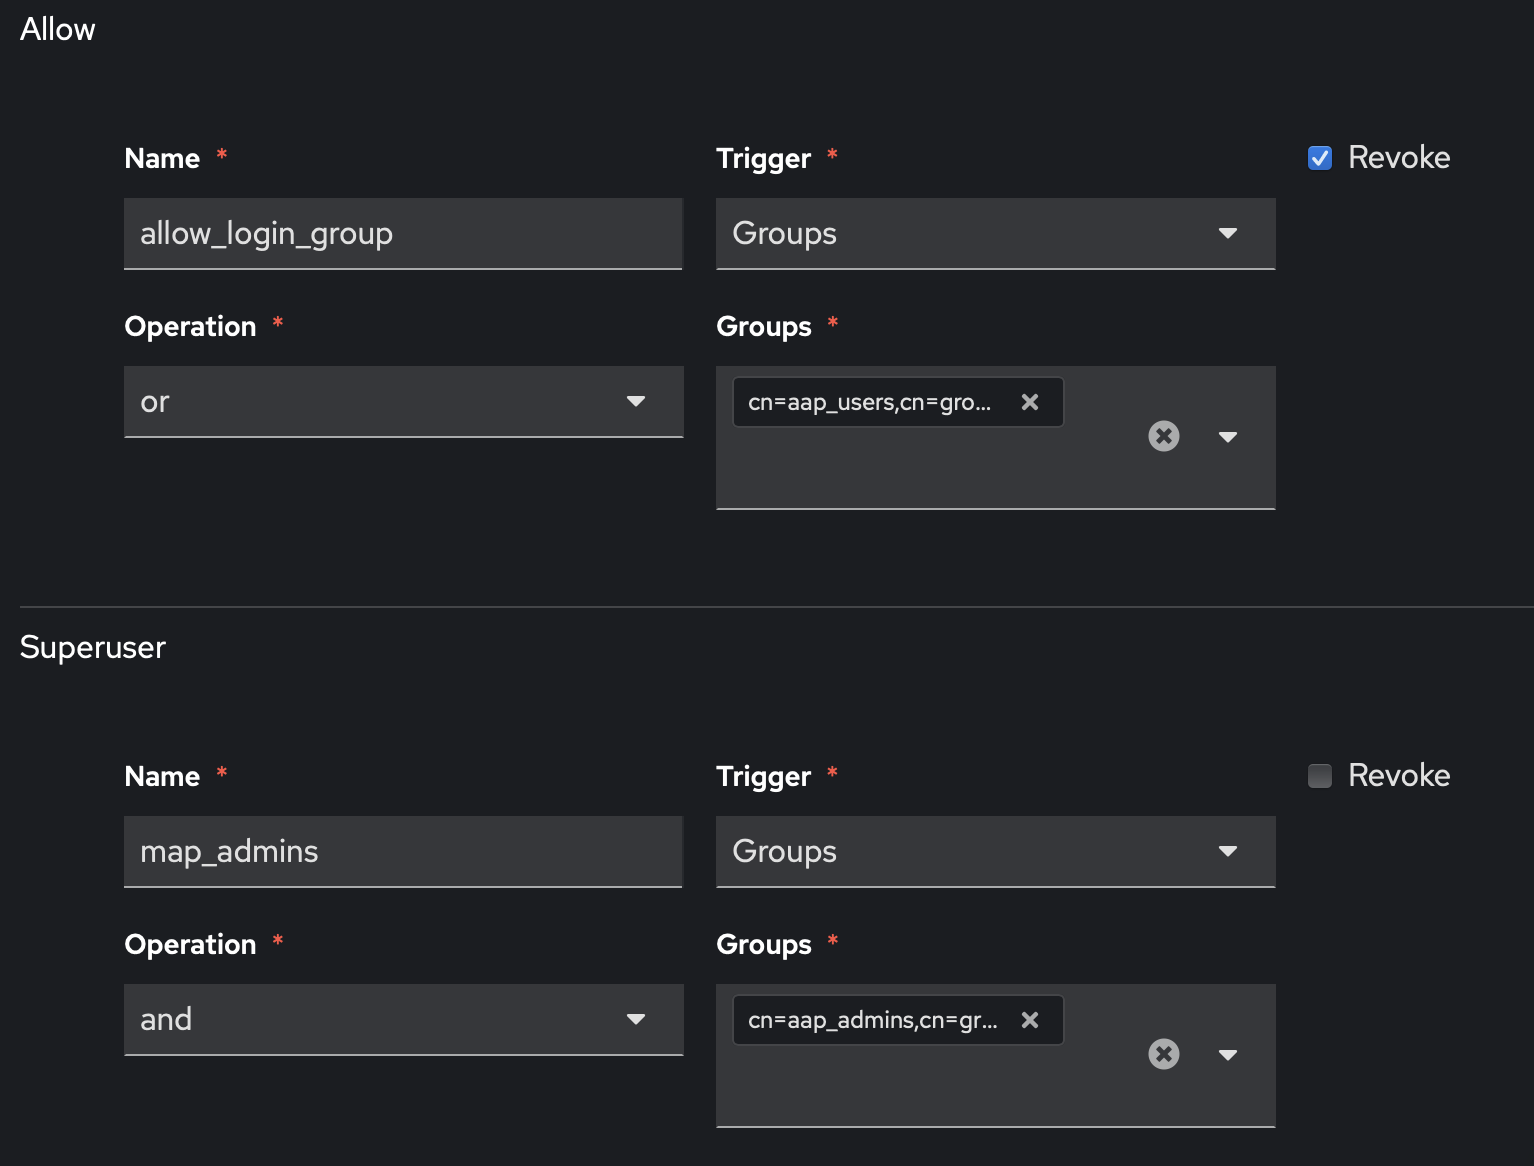 Allow
Name * Trigger * Revoke
allow_login_group Groups
Operation * Groups *
or cn=aap_users,cn=gro...
Superuser
Name * Trigger * Revoke
map_admins Groups
Operation * Groups *
and cn=aap_admins,cn=gr...